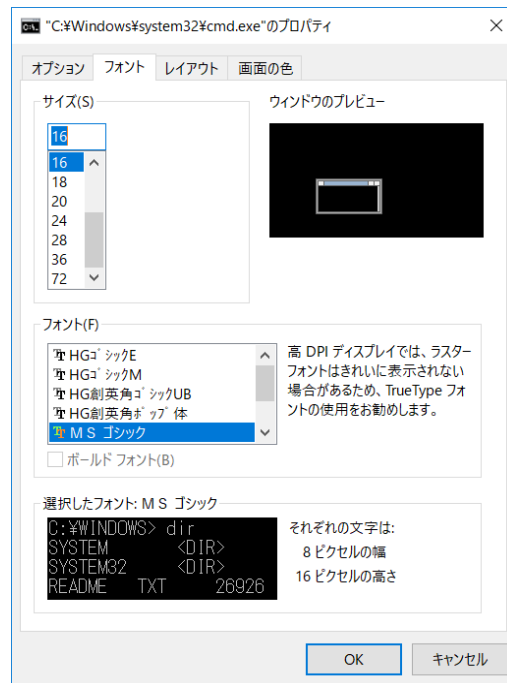 "C:¥Windows¥system32¥cmd.exe"のプロパティ
オプション フォント レイアウト 画面の色
サイズ(S)
16
16
18
20
24
28
36
72
ウィンドウのプレビュー
フォント(F)
HGゴシックE
HGゴシックM
HG創英角ゴシックUB
HG創英角ポップ体
ＭＳ ゴシック
ボールド フォント(B)
高 DPI ディスプレイでは、ラスター
フォントはきれいに表示されない
場合があるため、TrueType フォ
ントの使用をお勧めします。
選択したフォント: ＭＳ ゴシック
C:¥WINDOWS> dir
SYSTEM <DIR>
SYSTEM32 <DIR>
README TXT 26926
それぞれの文字は:
8 ピクセルの幅
16 ピクセルの高さ
OK キャンセル